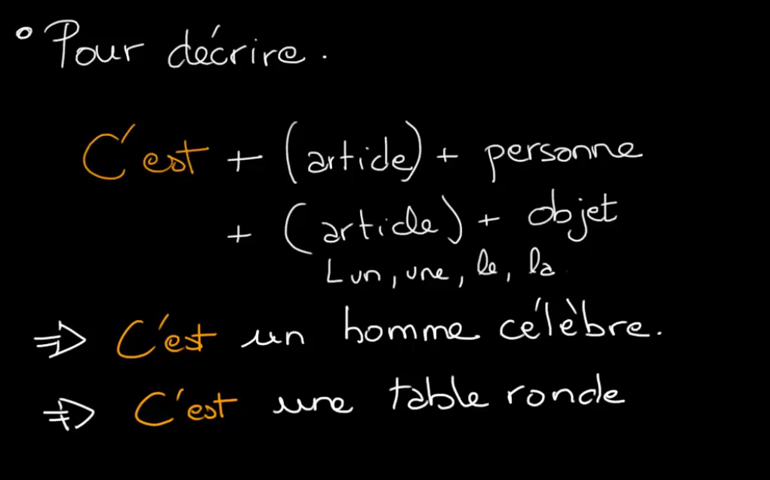 Pour décrire.
C'est + (article) + personne
+ (article) + objet
un, une, le, la
⇒ C'est un homme célèbre.
⇒ C'est une table ronde